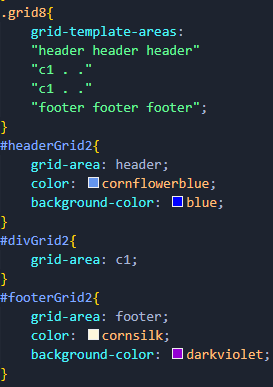 .grid8{
    grid-template-areas:
    "header header header"
    "c1 . ."
    "c1 . ."
    "footer footer footer";
}
#headerGrid2{
    grid-area: header;
    color: cornflowerblue;
    background-color: blue;
}
#divGrid2{
    grid-area: c1;
}
#footerGrid2{
    grid-area: footer;
    color: cornsilk;
    background-color: darkviolet;
}